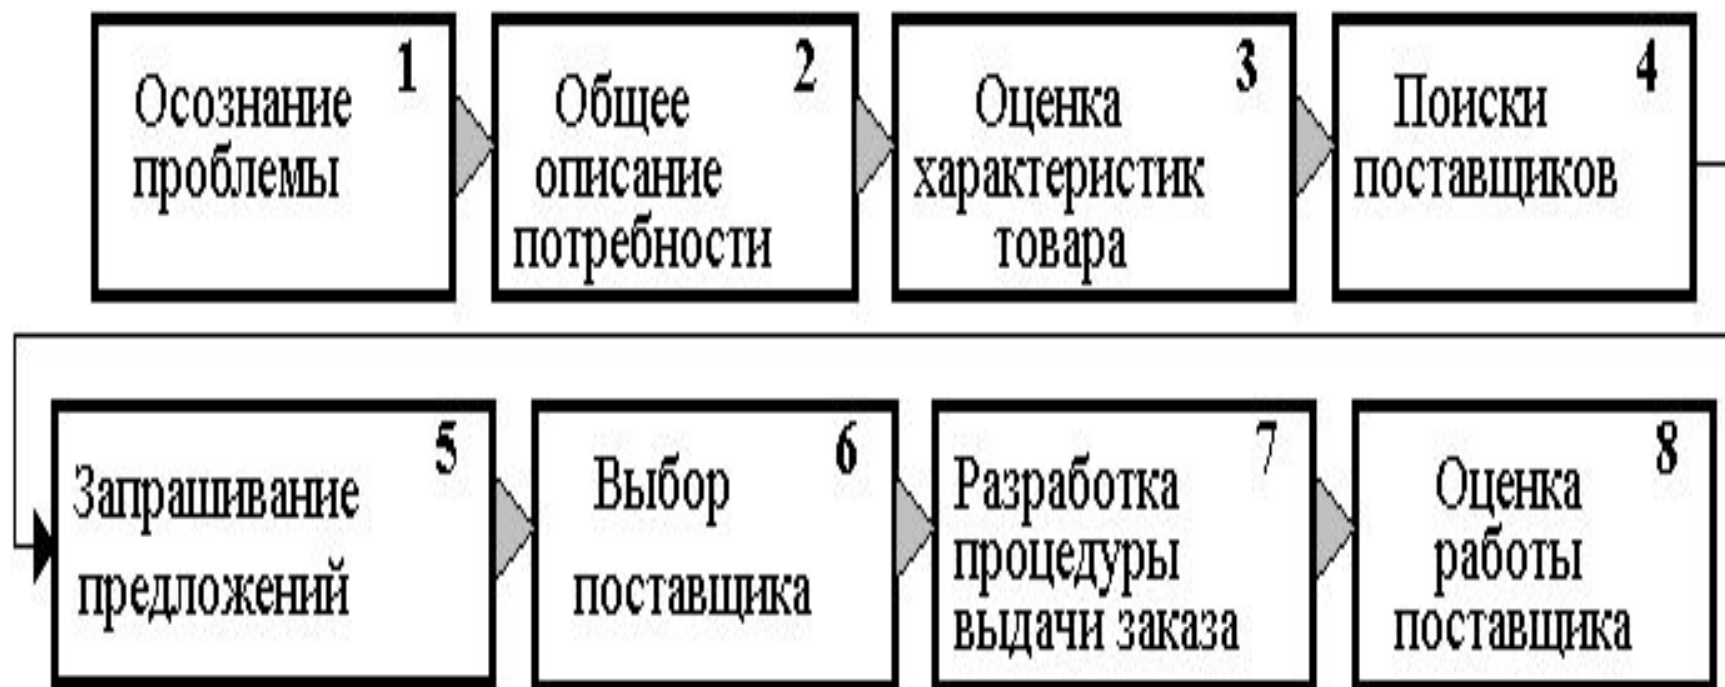 1
Осознание
проблемы
2
Общее
описание
потребности
3
Оценка
характеристик
товара
4
Поиски
поставщиков
5
Запрашивание
предложений
6
Выбор
поставщика
7
Разработка
процедуры
выдачи заказа
8
Оценка
работы
поставщика